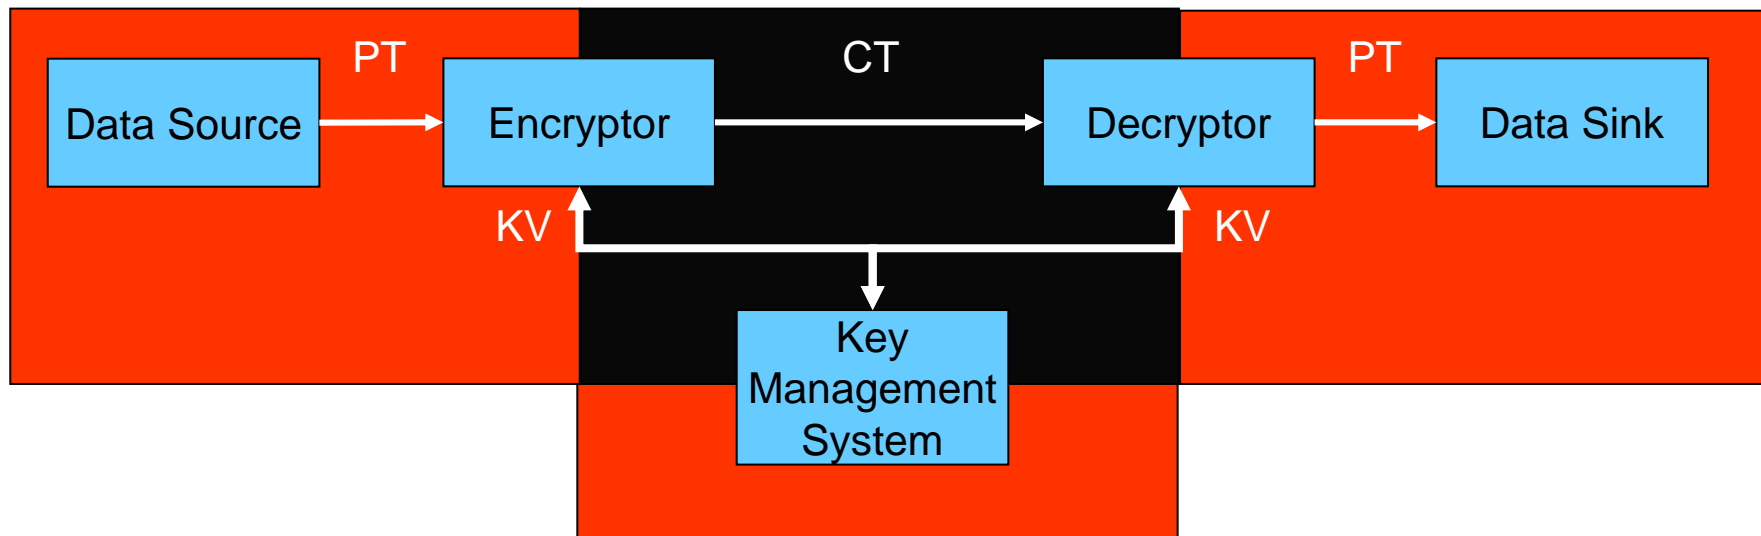 PT
CT
PT
Data Source
Encryptor
Decryptor
Data Sink
KV
KV
Key
Management
System